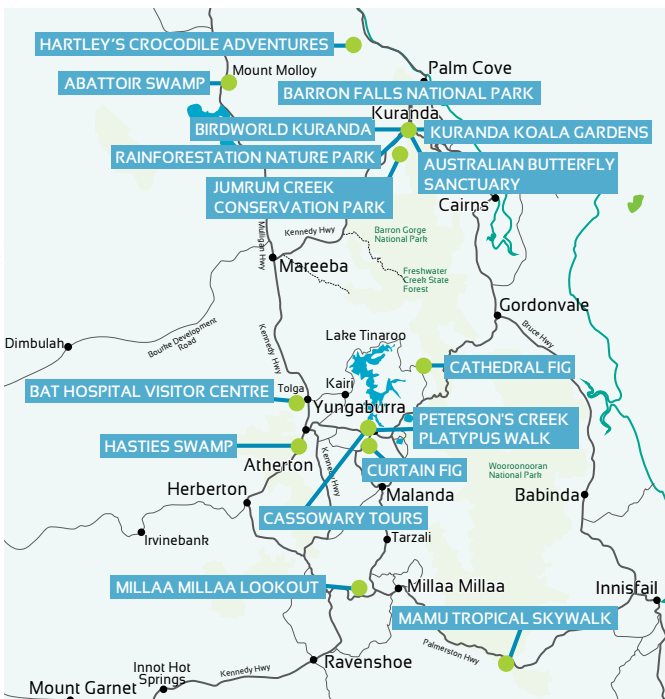 HARTLEY'S CROCODILE ADVENTURES
Mount Molloy
Palm Cove
ABATTOIR SWAMP
BARRON FALLS NATIONAL PARK
Kuranda
BIRDWORLD KURANDA
KURANDA KOALA GARDENS
RAINFORESTATION NATURE PARK
AUSTRALIAN BUTTERFLY
SANCTUARY
JUMRUM CREEK
CONSERVATION PARK
Cairns
Mulligan Hwy
Kennedy Hwy
Barron Gorge
National Park
Mareeba
Freshwater
Creek State
Forest
Gordonvale
Bruce Hwy
Dimbulah
Bourke Development
Road
Kennedy Hwy
Lake Tinaroo
CATHEDRAL FIG
BAT HOSPITAL VISITOR CENTRE
Tolga
Kairi
Yungaburra
PETERSON'S CREEK
PLATYPUS WALK
HASTIES SWAMP
Atherton
Kennedy Hwy
CURTAIN FIG
Wooroonooran
National Park
Herberton
Malanda
Babinda
CASSOWARY TOURS
Irvinebank
Tarzali
MILLAA MILLAA LOOKOUT
Millaa Millaa
Innisfail
MAMU TROPICAL SKYWALK
Palmerston Hwy
Ravenshoe
Innot Hot
Springs
Kennedy Hwy
Mount Garnet